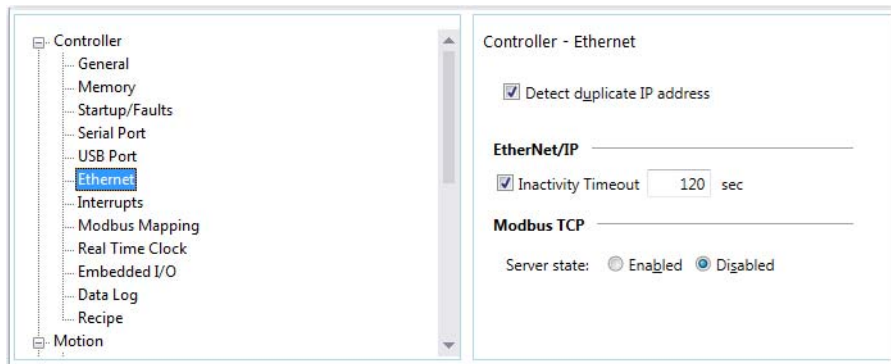 Controller
General
Memory
Startup/Faults
Serial Port
USB Port
Ethernet
Interrupts
Modbus Mapping
Real Time Clock
Embedded I/O
Data Log
Recipe
Motion
Controller - Ethernet
Detect duplicate IP address
EtherNet/IP
Inactivity Timeout 120 sec
Modbus TCP
Server state: Enabled Disabled